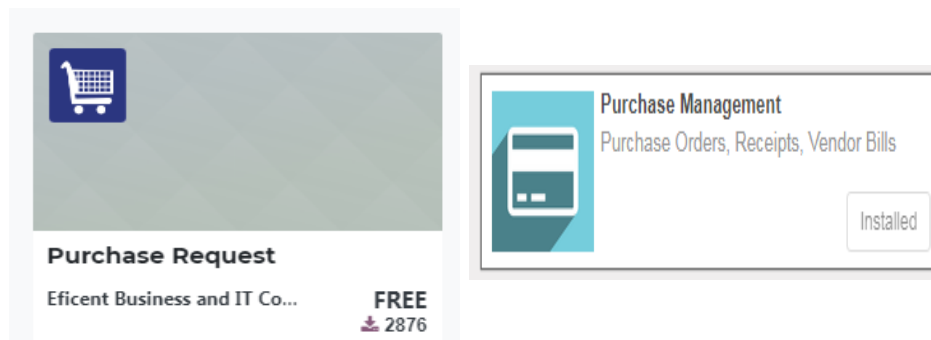 Purchase Request
Eficent Business and IT Co...
FREE
2876
Purchase Management
Purchase Orders, Receipts, Vendor Bills
Installed